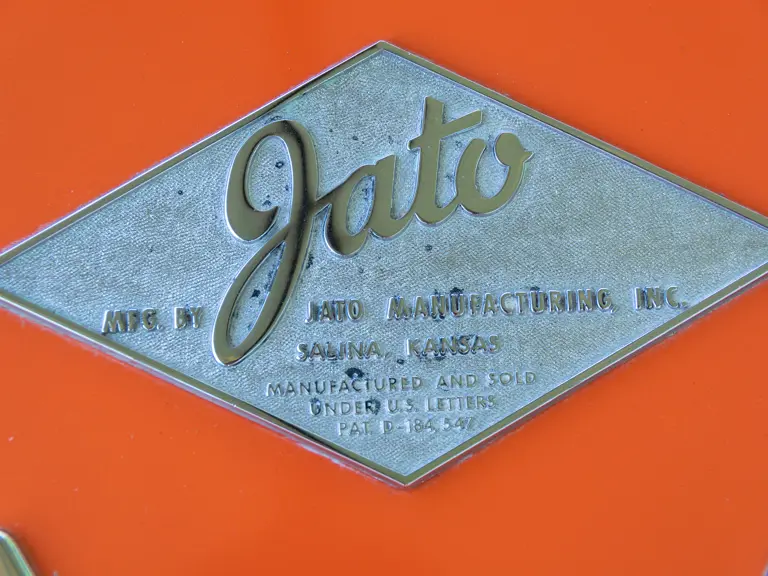 Jato
MFG. BY JATO MANUFACTURING, INC.
SALINA, KANSAS
MANUFACTURED AND SOLD
UNDER U.S. LETTERS
PAT. D-184,547